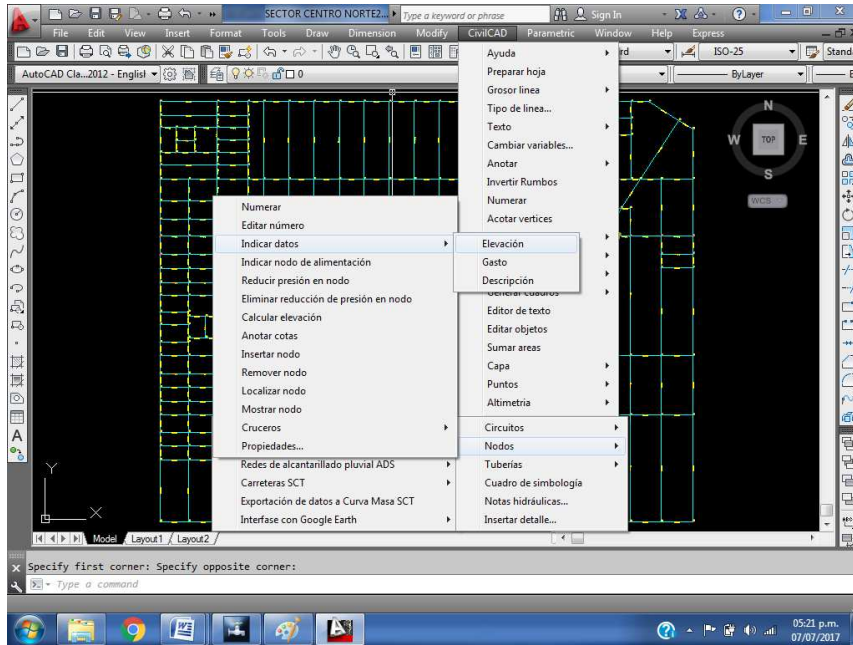 SECTOR CENTRO NORTE2...
Type a keyword or phrase
Sign In
File Edit View Insert Format Tools Draw Dimension Modify CivilCAD Parametric Window Help Express
ISO-25
Stand
AutoCAD Cla...2012 - English
0
ByLayer
N
W TOP E
S
WCS
Ayuda
Preparar hoja
Grosor linea
Tipo de linea...
Texto
Cambiar variables...
Anotar
Invertir Rumbos
Numerar
Acotar vertices
Generar cuadros
Editor de texto
Editar objetos
Sumar areas
Capa
Puntos
Altimetria
Elevación
Gasto
Descripción
Numerar
Editar número
Indicar datos
Indicar nodo de alimentación
Reducir presión en nodo
Eliminar reducción de presión en nodo
Calcular elevación
Anotar cotas
Insertar nodo
Remover nodo
Localizar nodo
Mostrar nodo
Cruceros
Propiedades...
Redes de alcantarillado pluvial ADS
Carreteras SCT
Exportación de datos a Curva Masa SCT
Interfase con Google Earth
Circuitos
Nodos
Tuberías
Cuadro de simbología
Notas hidráulicas...
Insertar detalle...
Y
X
Model Layout1 Layout2
Specify first corner: Specify opposite corner:
Type a command
05:21 p.m.
07/07/2017